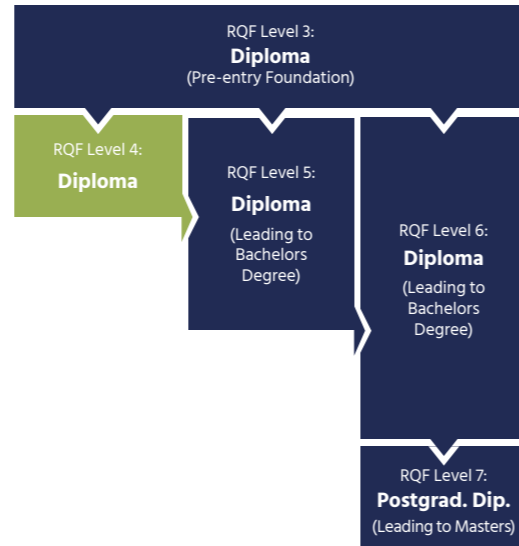 RQF Level 3:
Diploma
(Pre-entry Foundation)
RQF Level 4:
Diploma
RQF Level 5:
Diploma
(Leading to
Bachelors
Degree)
RQF Level 6:
Diploma
(Leading to
Bachelors
Degree)
RQF Level 7:
Postgrad. Dip.
(Leading to Masters)